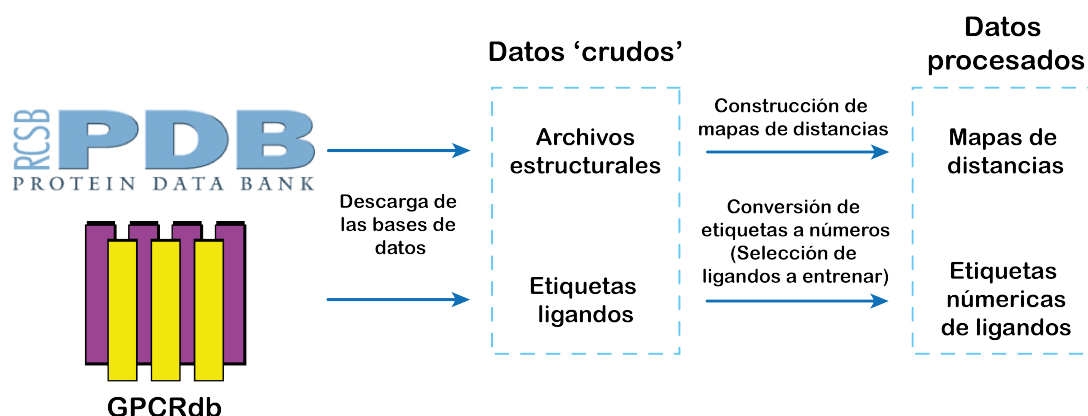 RCSB
PDB
PROTEIN DATA BANK
GPCRdb
Descarga de
las bases de
datos
Datos ‘crudos’
Archivos
estructurales
Etiquetas
ligandos
Construcción de
mapas de distancias
Conversión de
etiquetas a números
(Selección de
ligandos a entrenar)
Datos
procesados
Mapas de
distancias
Etiquetas
númericas
de ligandos